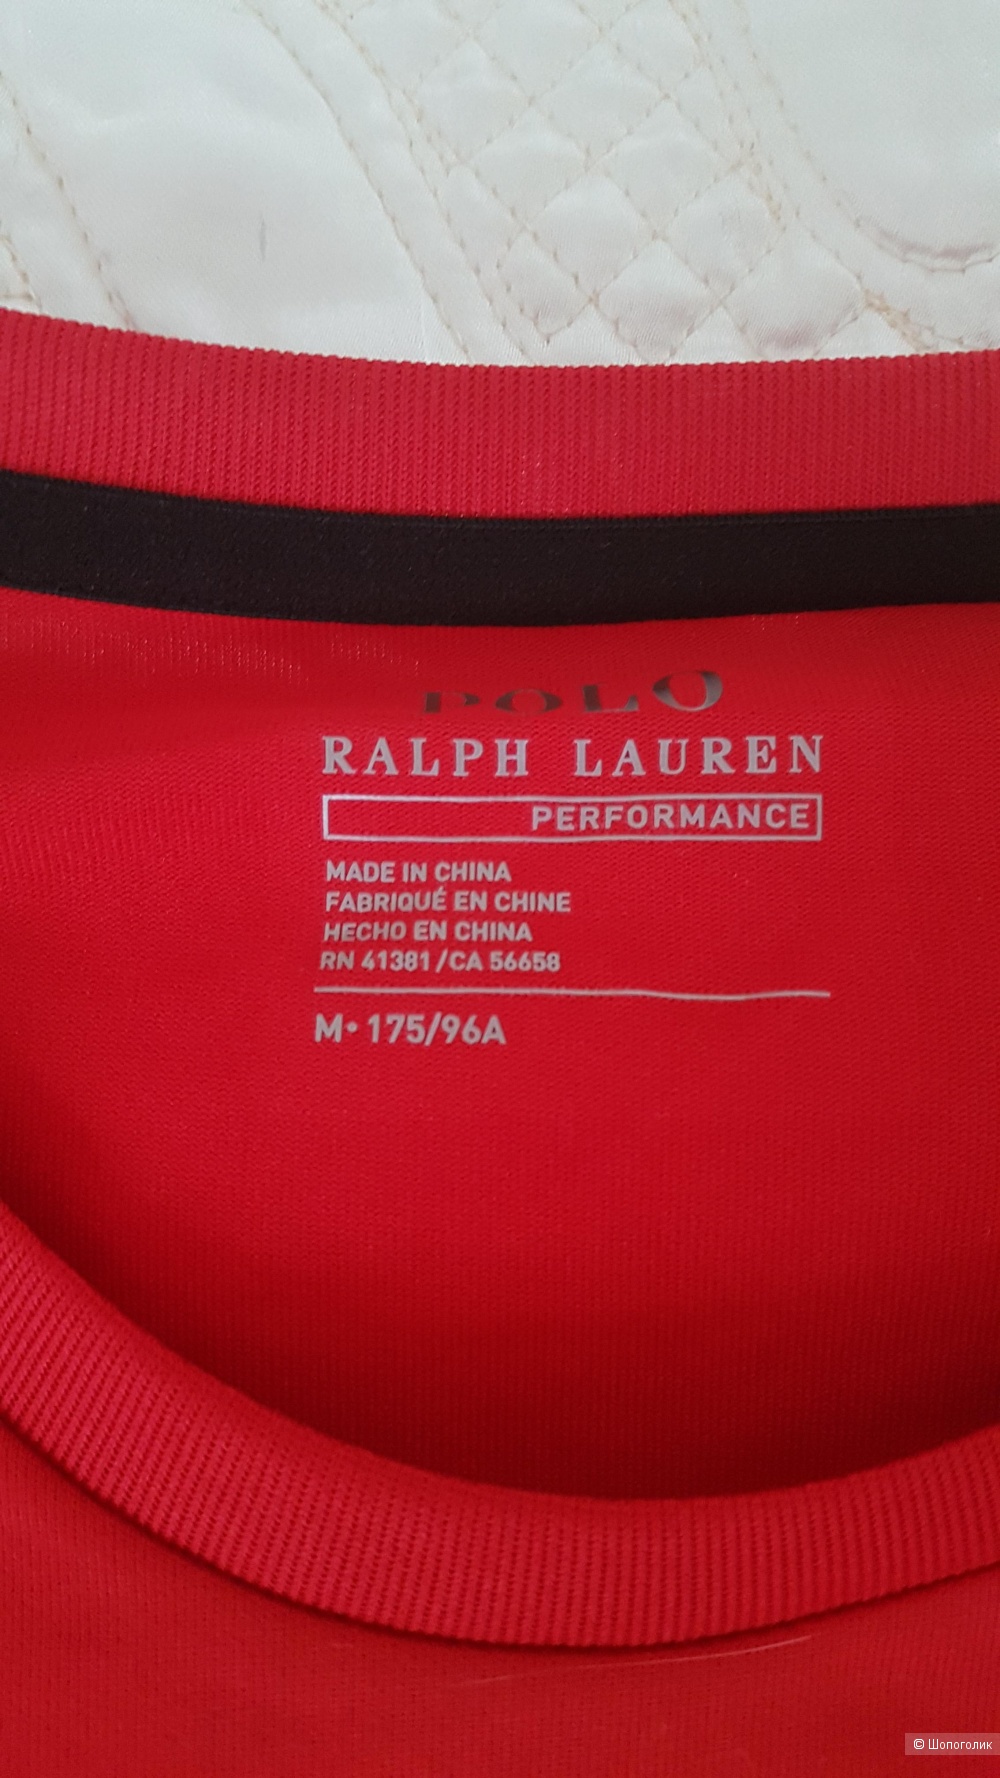 POLO
RALPH LAUREN
PERFORMANCE
MADE IN CHINA
FABRIQUÉ EN CHINE
HECHO EN CHINA
RN 41381/CA 56658
M• 175/96A
© Шопоголик